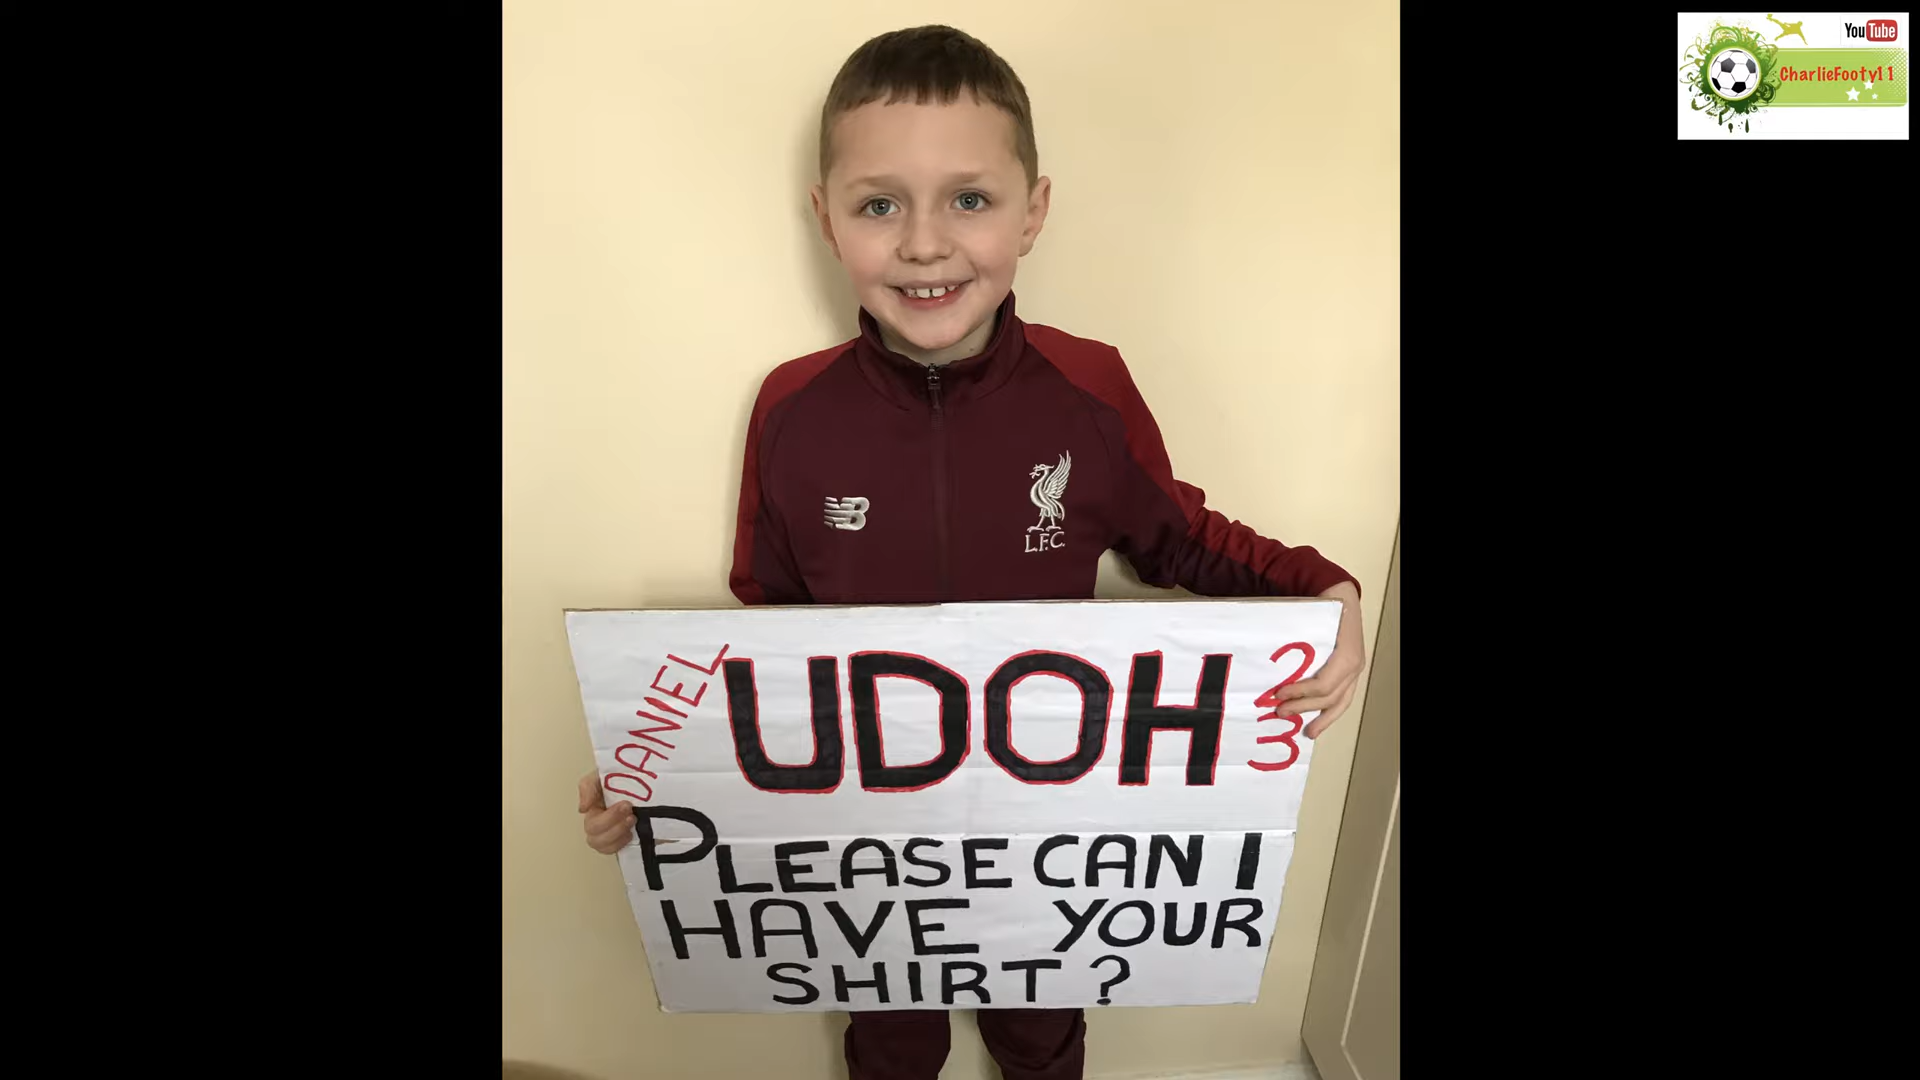 YouTube
CharlieFooty11
L.F.C.
DANIEL UDOH 23
PLEASE CAN I
HAVE YOUR
SHIRT?